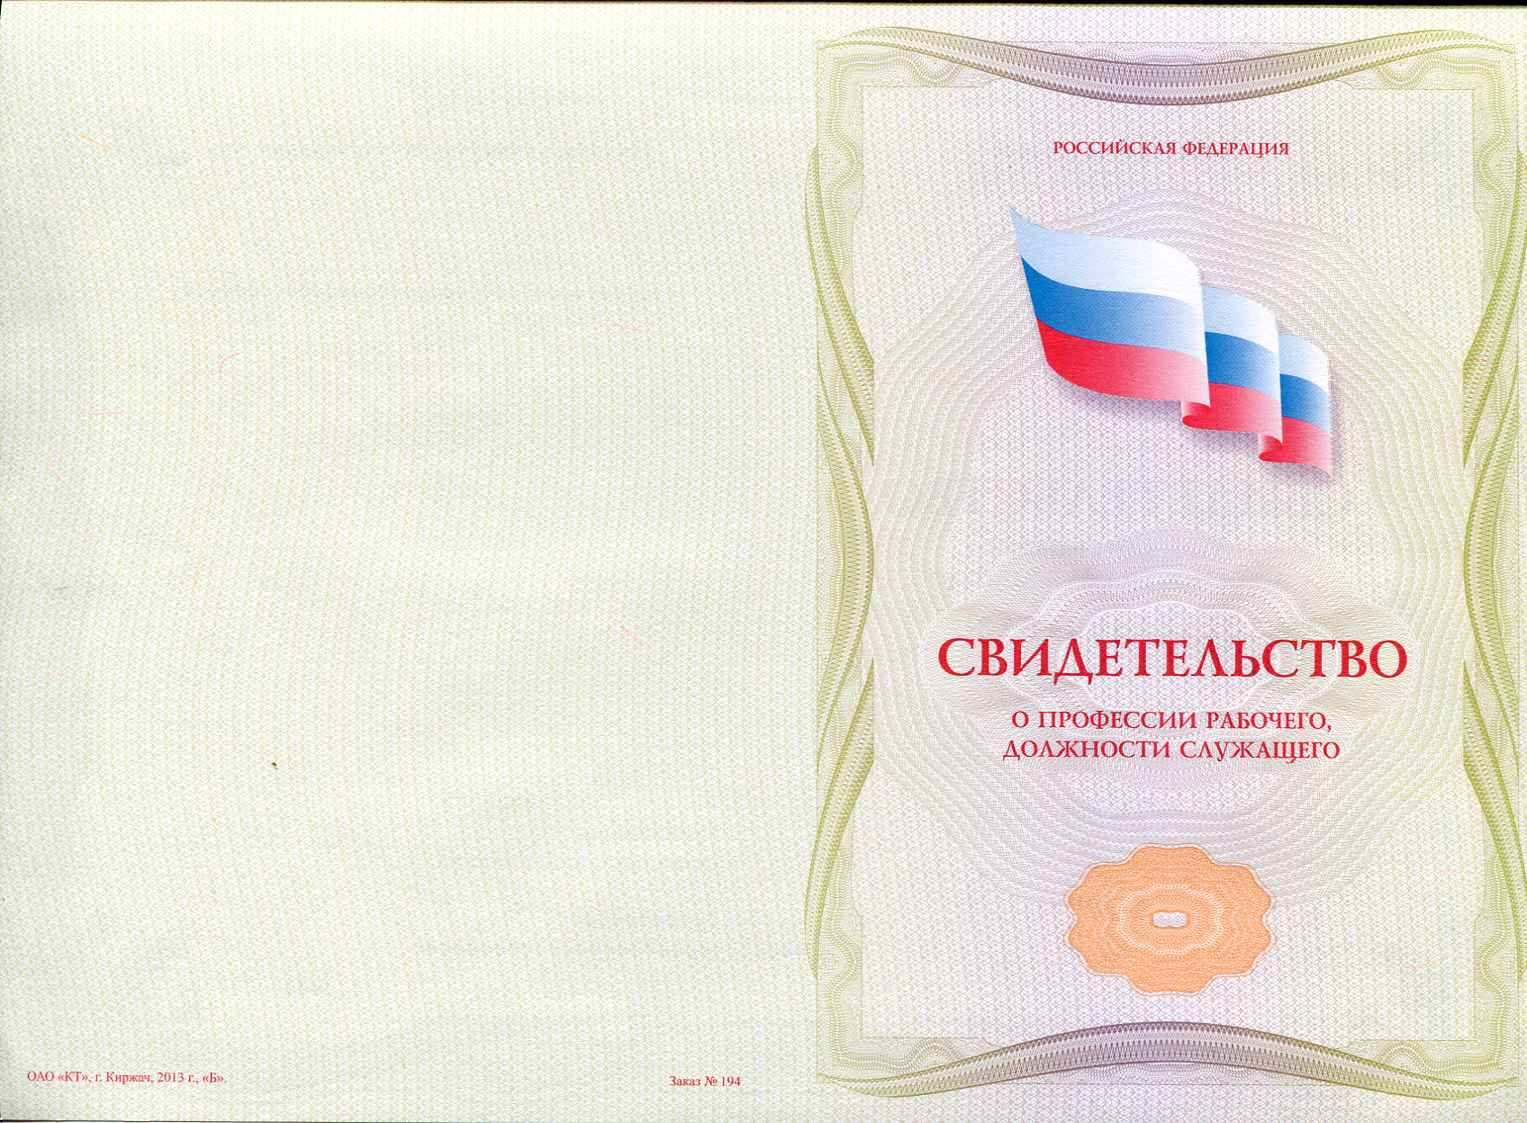 РОССИЙСКАЯ ФЕДЕРАЦИЯ
СВИДЕТЕЛЬСТВО
О ПРОФЕССИИ РАБОЧЕГО,
ДОЛЖНОСТИ СЛУЖАЩЕГО
ОАО «КТ», г. Киржач, 2013 г., «Б».
Заказ № 194